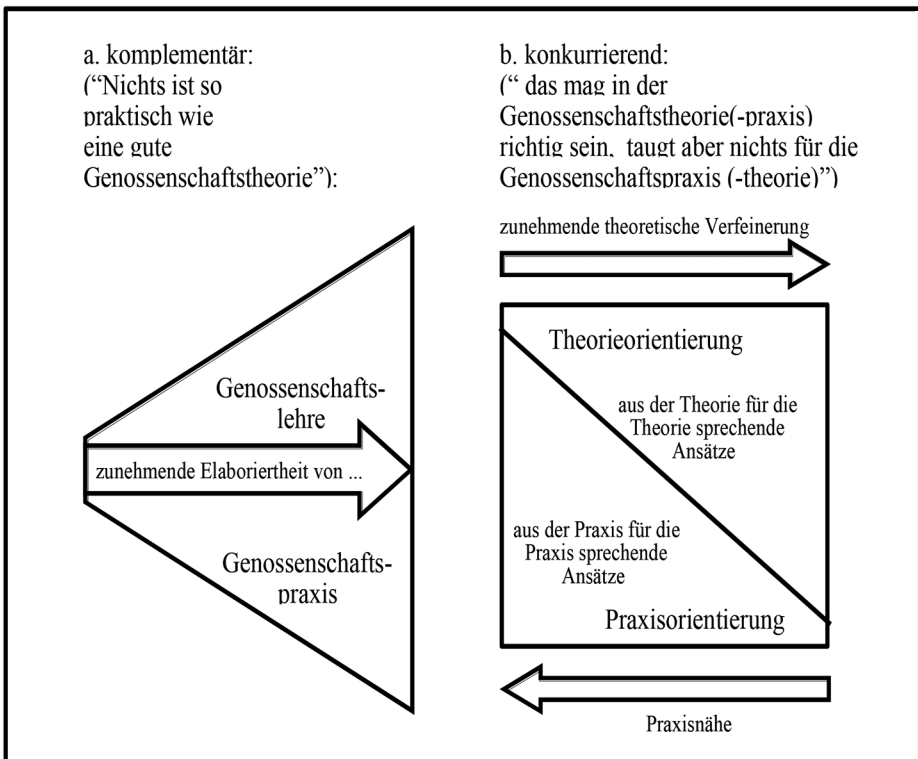 a. komplementär:
(“Nichts ist so
praktisch wie
eine gute
Genossenschaftstheorie”):
Genossenschafts-
lehre
zunehmende Elaboriertheit von ...
Genossenschafts-
praxis
b. konkurrierend:
(“ das mag in der
Genossenschaftstheorie(-praxis)
richtig sein, taugt aber nichts für die
Genossenschaftspraxis (-theorie)”)
zunehmende theoretische Verfeinerung
Theorieorientierung
aus der Theorie für die
Theorie sprechende
Ansätze
aus der Praxis für die
Praxis sprechende
Ansätze
Praxisorientierung
Praxisnähe